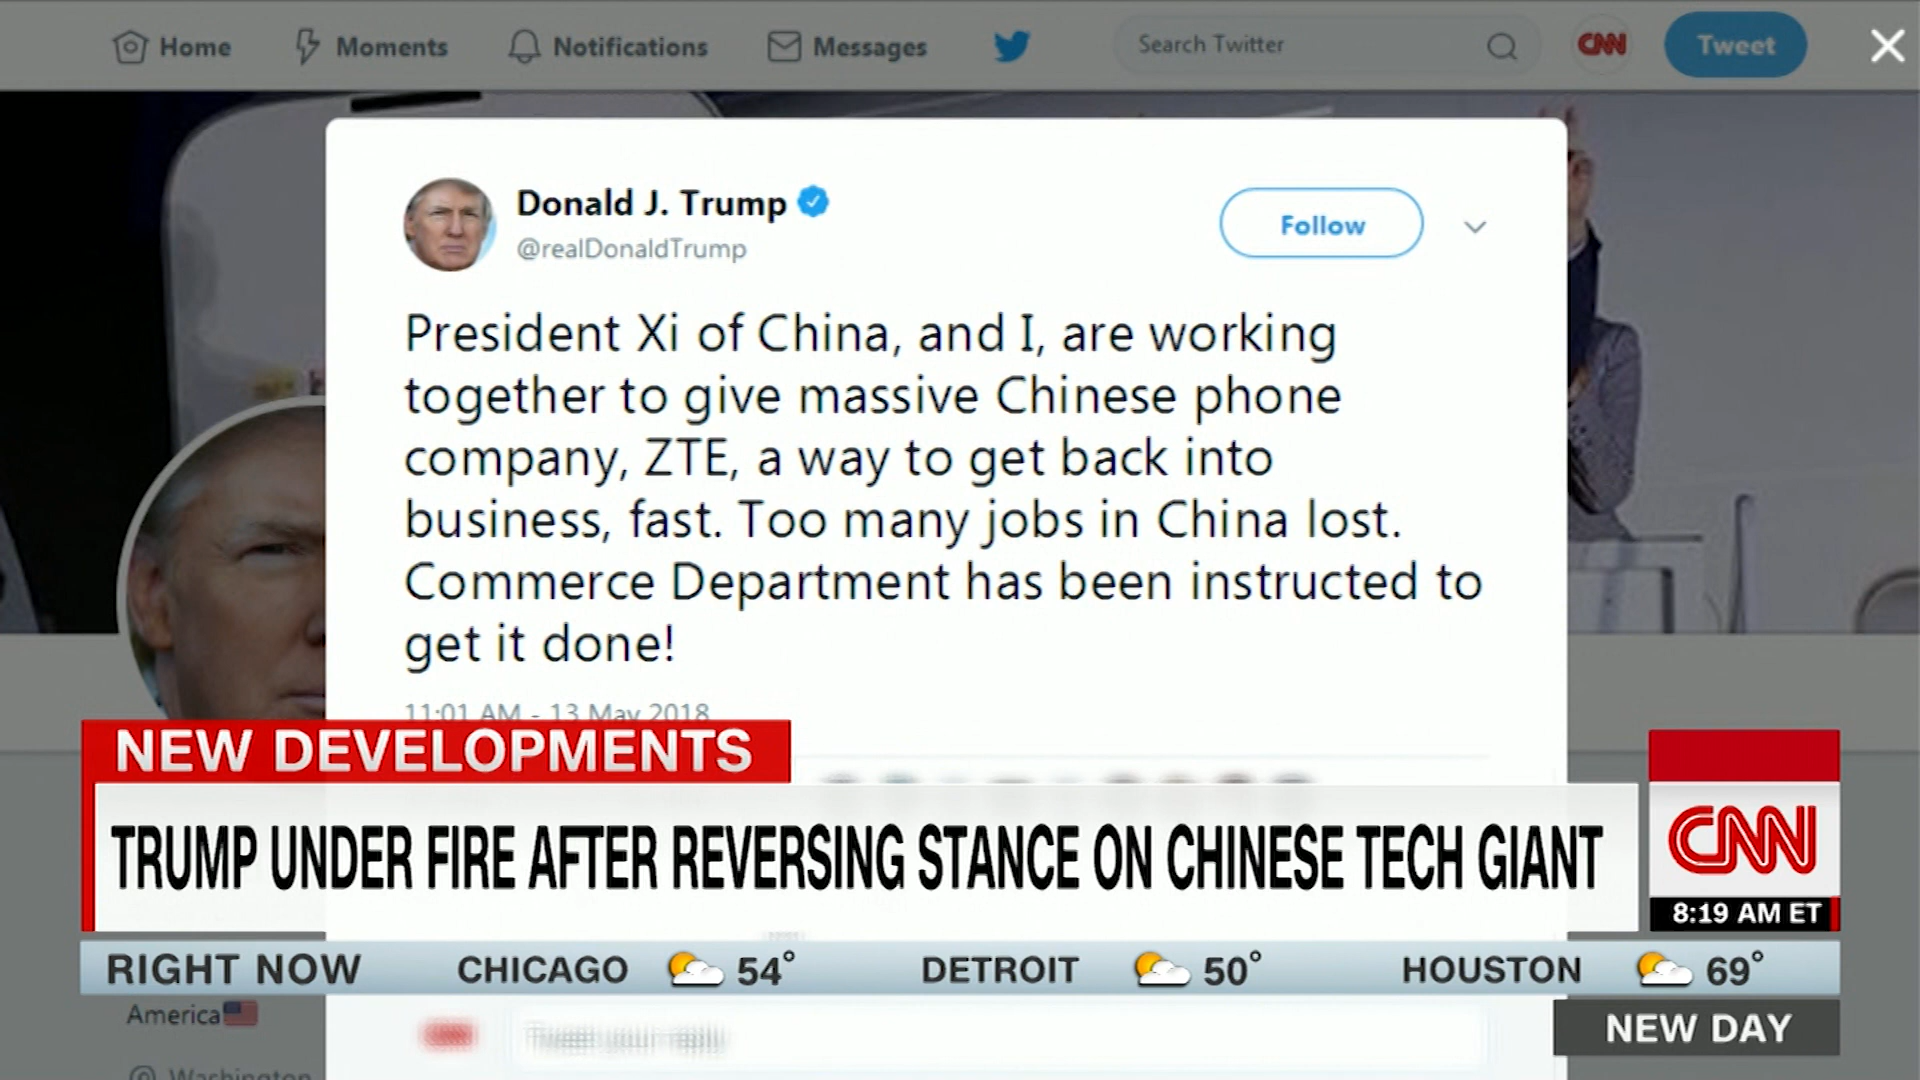 Home Moments Notifications Messages Search Twitter CNN Tweet
Donald J. Trump
@realDonaldTrump
Follow
President Xi of China, and I, are working
together to give massive Chinese phone
company, ZTE, a way to get back into
business, fast. Too many jobs in China lost.
Commerce Department has been instructed to
get it done!
11:01 AM - 13 May 2018
NEW DEVELOPMENTS
TRUMP UNDER FIRE AFTER REVERSING STANCE ON CHINESE TECH GIANT
CNN
8:19 AM ET
RIGHT NOW CHICAGO 54° DETROIT 50° HOUSTON 69°
America
NEW DAY
Tweet your reply
Washington